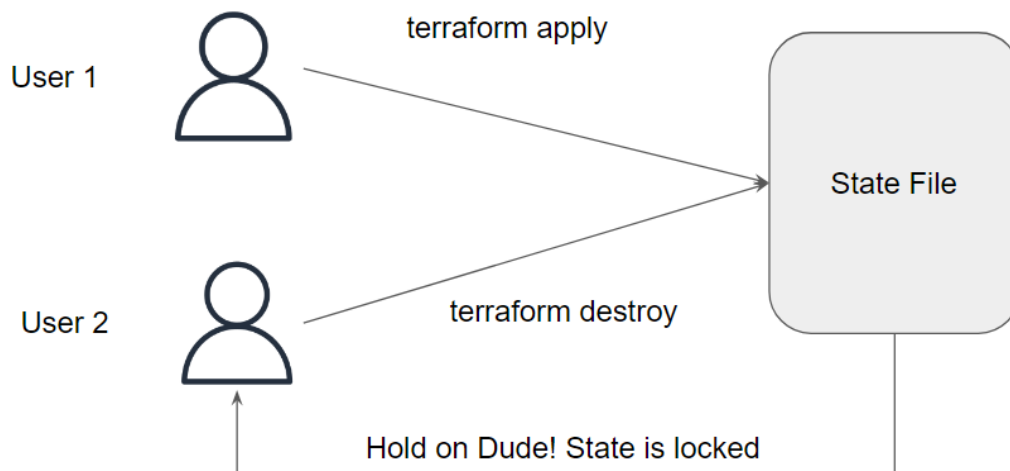 terraform apply
User 1
State File
User 2
terraform destroy
Hold on Dude! State is locked